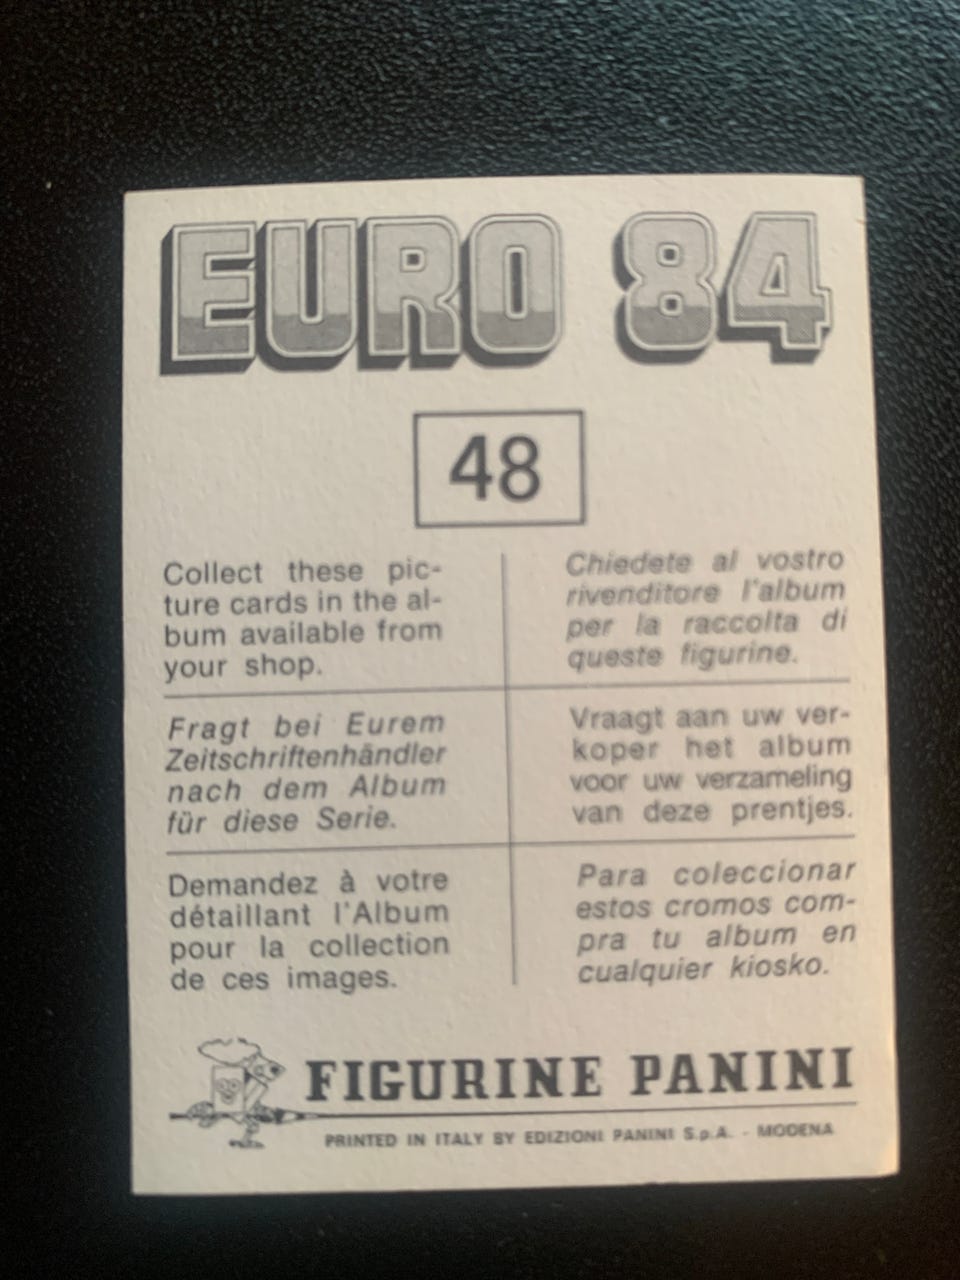 EURO 84
48
Collect these pic-
ture cards in the al-
bum available from
your shop.
Chiedete al vostro
rivenditore l'album
per la raccolta di
queste figurine.
Fragt bei Eurem
Zeitschriftenhändler
nach dem Album
für diese Serie.
Vraagt aan uw ver-
koper het album
voor uw verzameling
van deze prentjes.
Demandez à votre
détaillant l'Album
pour la collection
de ces images.
Para coleccionar
estos cromos com-
pra tu album en
cualquier kiosko.
FIGURINE PANINI
PRINTED IN ITALY BY EDIZIONI PANINI S.p.A. - MODENA